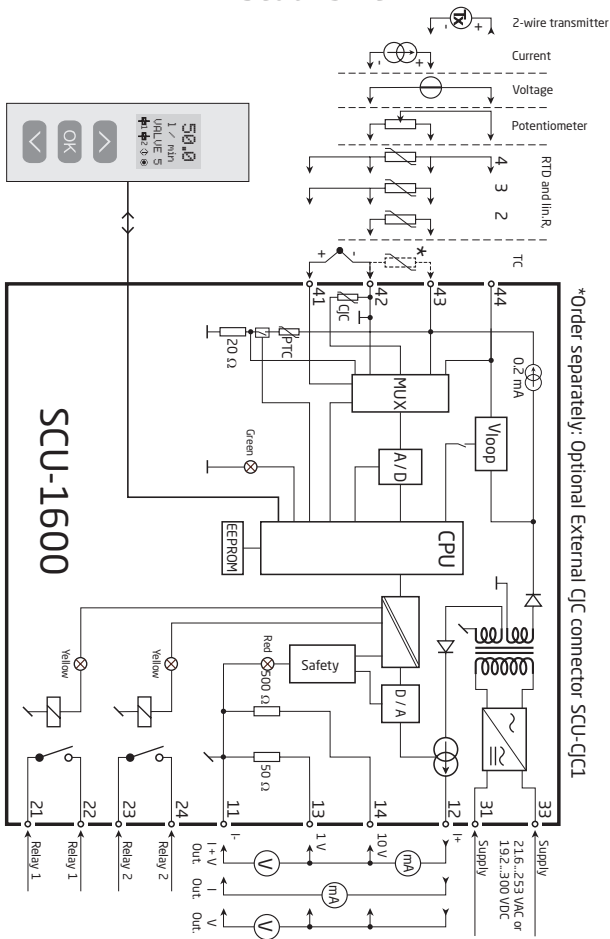 Tx
-
+
2-wire transmitter
Current
-
+
Voltage
Potentiometer
RTD and lin.R.
4
3
2
TC
+
-
*
*Order separately: Optional External CJC connector SCU-CJC1
50.0
l / min
VALVE 5
OK
41
42
43
44
CJC
PTC
20 Ω
0.2 mA
MUX
Vloop
A/D
Green
CPU
EEPROM
SCU-1600
Yellow
Yellow
Red
Safety
D/A
500 Ω
50 Ω
21
22
23
24
11
13
14
12
31
33
Relay 1
Relay 1
Relay 2
Relay 2
I-
1 V
10 V
I+
Supply
Supply
21.6...253 VAC or
19.2...300 VDC
I + V
Out.
V
mA
I
Out.
mA
V
Out.
V